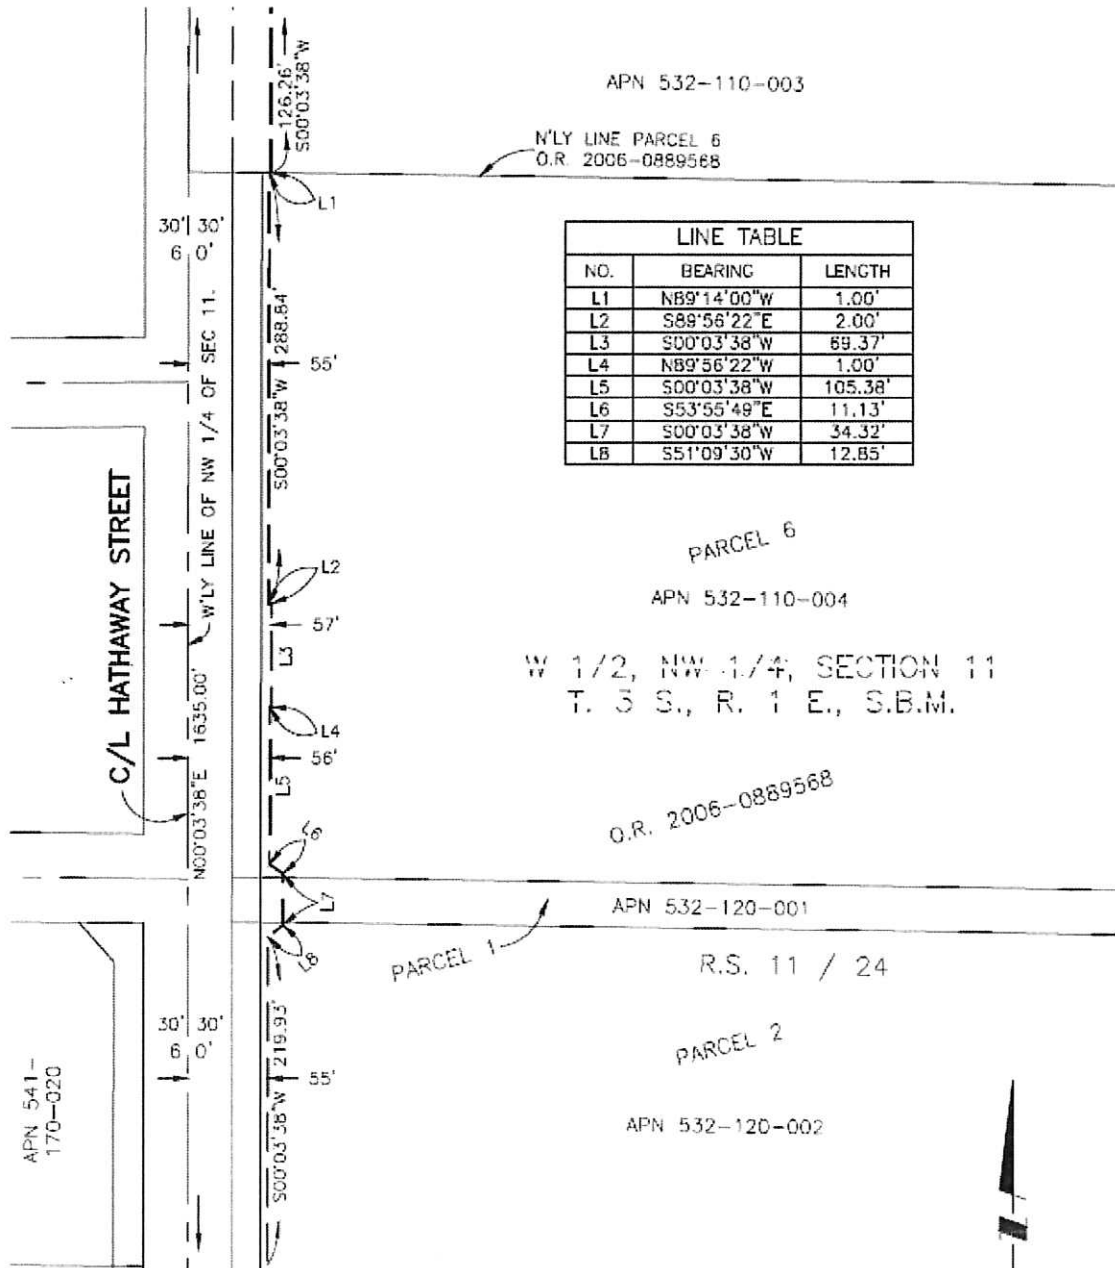 126.26'
S00°03'38"W
APN 532-110-003
N'LY LINE PARCEL 6
O.R. 2006-0889568
L1
30' 30'
60'
LINE TABLE
NO. BEARING LENGTH
L1 N89°14'00"W 1.00'
L2 S89°56'22"E 2.00'
L3 S00°03'38"W 69.37'
L4 N89°56'22"W 1.00'
L5 S00°03'38"W 105.38'
L6 S53°55'49"E 11.13'
L7 S00°03'38"W 34.32'
L8 S51°09'30"W 12.85'
W'LY LINE OF NW 1/4 OF SEC 11.
S00°03'38"W 288.84'
55'
C/L HATHAWAY STREET
N00°03'38"E 1635.00'
PARCEL 6
L2
APN 532-110-004
57'
L3
W 1/2, NW 1/4, SECTION 11
T. 3 S., R. 1 E., S.B.M.
L4
56'
L5
O.R. 2006-0889568
L6
L7
APN 532-120-001
PARCEL 1
L8
R.S. 11 / 24
30' 30'
60'
S00°03'38"W 219.93'
55'
PARCEL 2
APN 541-
170-020
APN 532-120-002